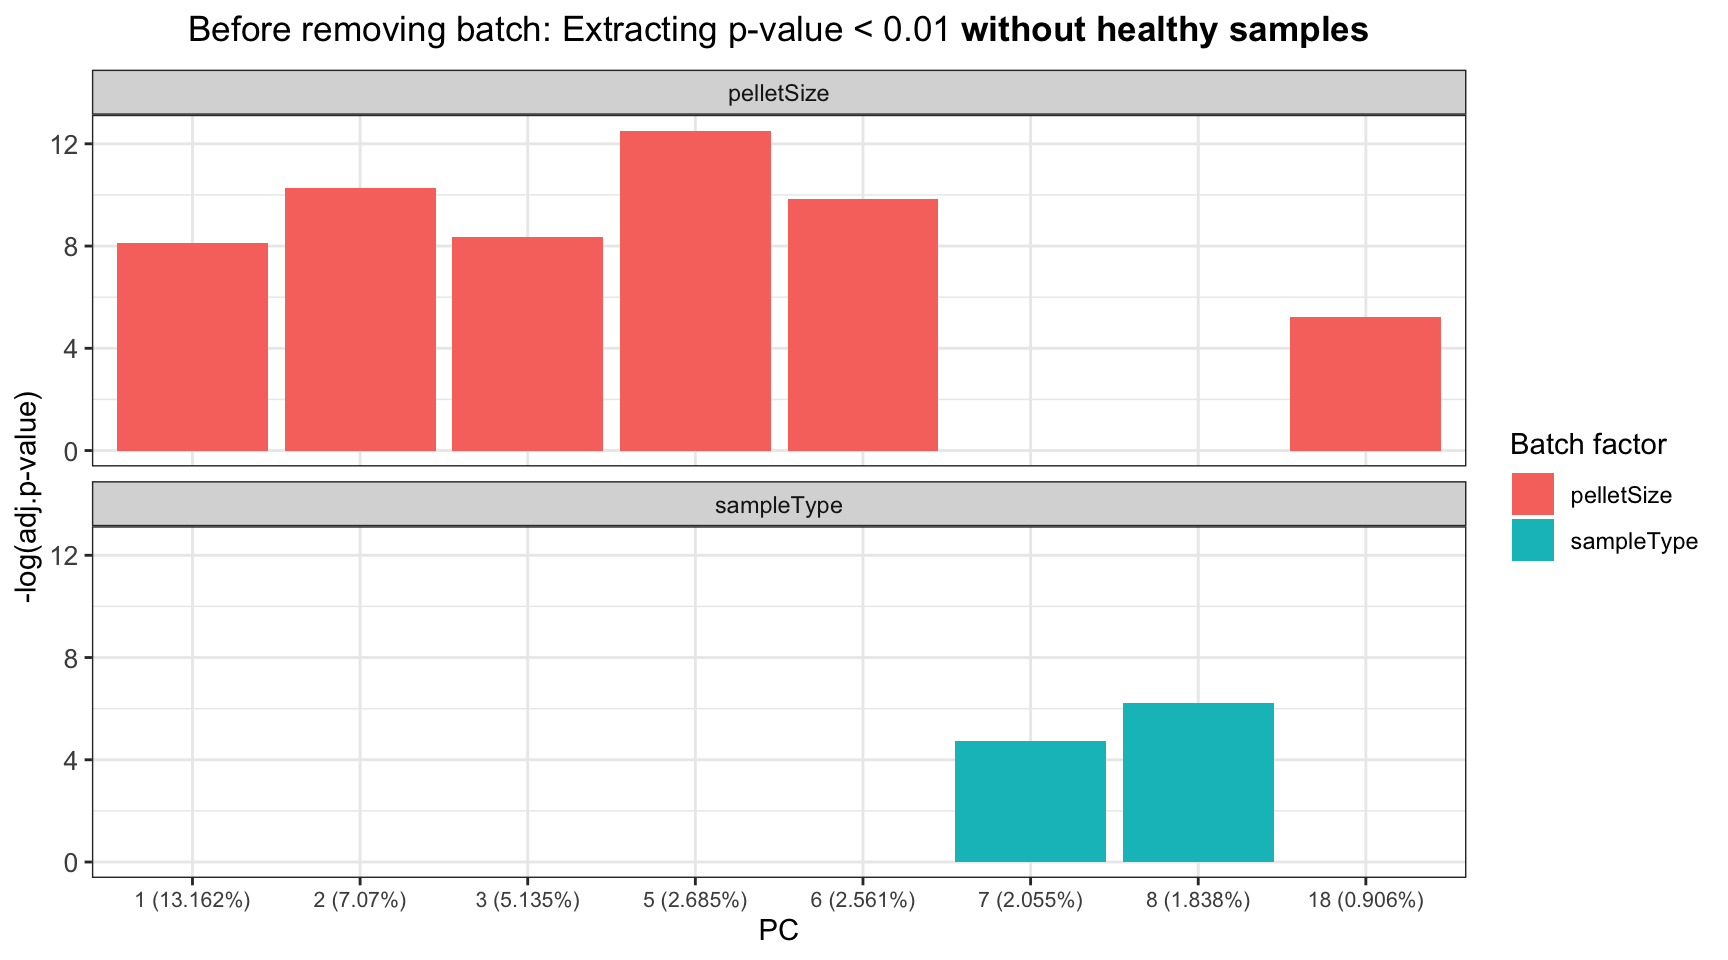 Before removing batch: Extracting p-value < 0.01 without healthy samples
pelletSize
12
8
4
0
-log(adj.p-value)
sampleType
12
8
4
0
1 (13.162%)
2 (7.07%)
3 (5.135%)
5 (2.685%)
6 (2.561%)
7 (2.055%)
8 (1.838%)
18 (0.906%)
PC
Batch factor
pelletSize
sampleType